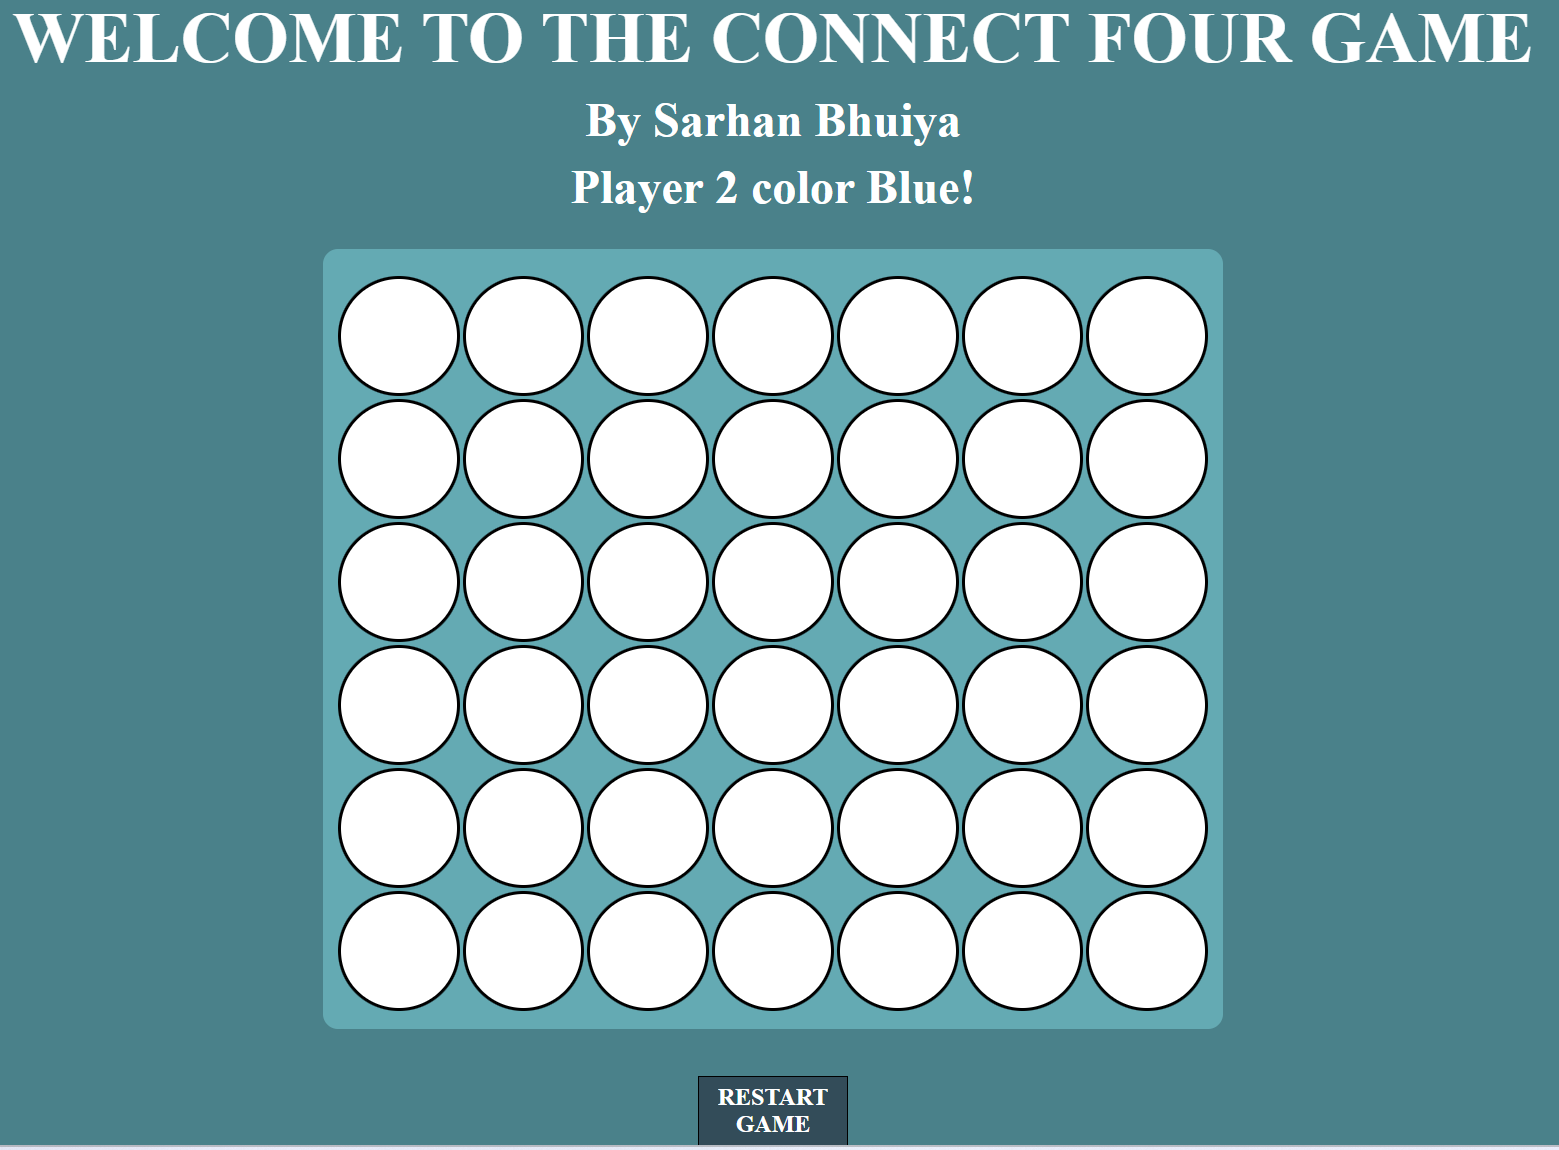 WELCOME TO THE CONNECT FOUR GAME
By Sarhan Bhuiya
Player 2 color Blue!
RESTART
GAME